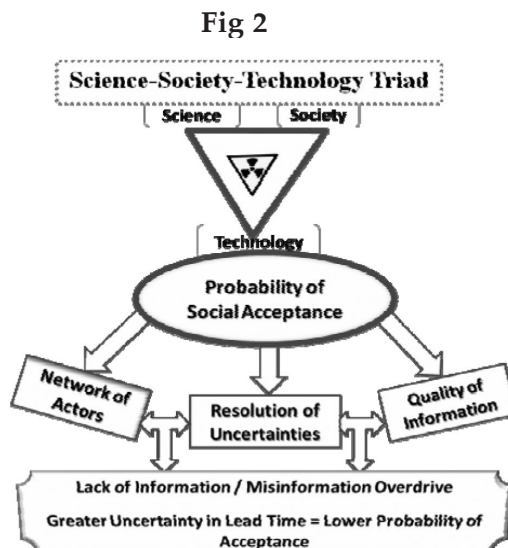 Fig 2
Science-Society-Technology Triad
Science Society
Technology
Probability of
Social Acceptance
Network of
Actors
Resolution of
Uncertainties
Quality of
Information
Lack of Information / Misinformation Overdrive
Greater Uncertainty in Lead Time = Lower Probability of
Acceptance